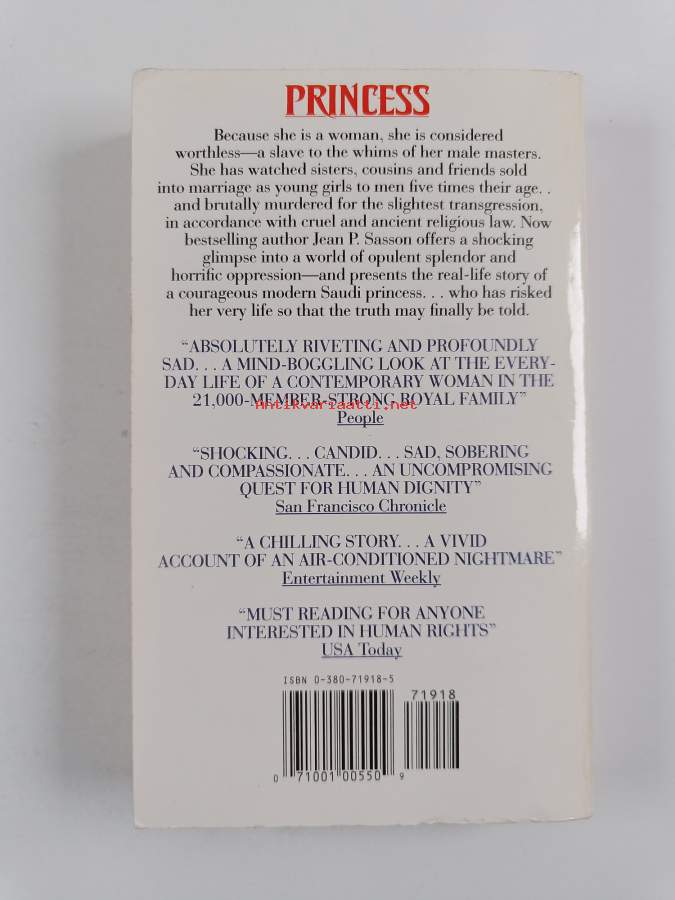 PRINCESS
Because she is a woman, she is considered
worthless—a slave to the whims of her male masters.
She has watched sisters, cousins and friends sold
into marriage as young girls to men five times their age. .
and brutally murdered for the slightest transgression,
in accordance with cruel and ancient religious law. Now
bestselling author Jean P. Sasson offers a shocking
glimpse into a world of opulent splendor and
horrific oppression—and presents the real-life story of
a courageous modern Saudi princess. . . who has risked
her very life so that the truth may finally be told.
“ABSOLUTELY RIVETING AND PROFOUNDLY
SAD. . . A MIND-BOGGLING LOOK AT THE EVERY-
DAY LIFE OF A CONTEMPORARY WOMAN IN THE
21,000-MEMBER-STRONG ROYAL FAMILY”
Antikvariaatti.net
People
“SHOCKING. . . CANDID. . . SAD, SOBERING
AND COMPASSIONATE. . . AN UNCOMPROMISING
QUEST FOR HUMAN DIGNITY”
San Francisco Chronicle
“A CHILLING STORY. . . A VIVID
ACCOUNT OF AN AIR-CONDITIONED NIGHTMARE”
Entertainment Weekly
“MUST READING FOR ANYONE
INTERESTED IN HUMAN RIGHTS”
USA Today
ISBN 0-380-71918-5
71918
0 71001 00550 9